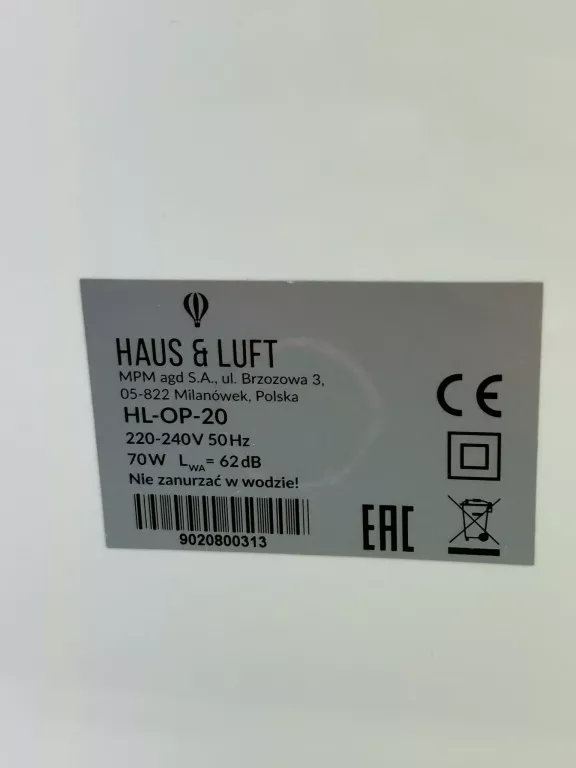 HAUS & LUFT
MPM agd S.A., ul. Brzozowa 3,
05-822 Milanówek, Polska
HL-OP-20
220-240V 50Hz
70W LWA= 62dB
Nie zanurzać w wodzie!
9020800313
CE
EAC